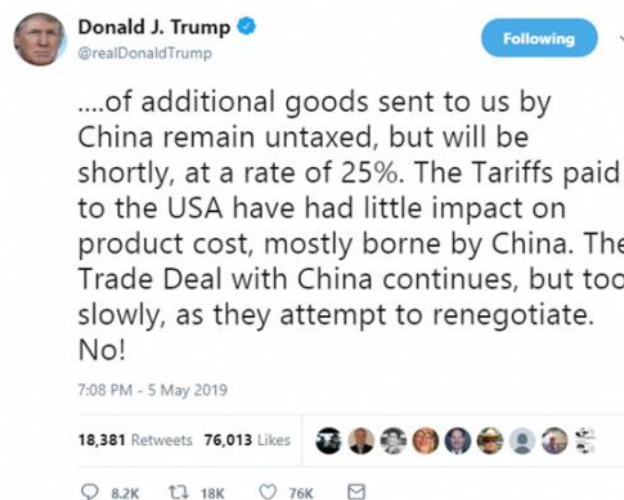 Donald J. Trump
@realDonaldTrump
Following
....of additional goods sent to us by
China remain untaxed, but will be
shortly, at a rate of 25%. The Tariffs paid
to the USA have had little impact on
product cost, mostly borne by China. The
Trade Deal with China continues, but too
slowly, as they attempt to renegotiate.
No!
7:08 PM - 5 May 2019
18,381 Retweets 76,013 Likes
8.2K 18K 76K